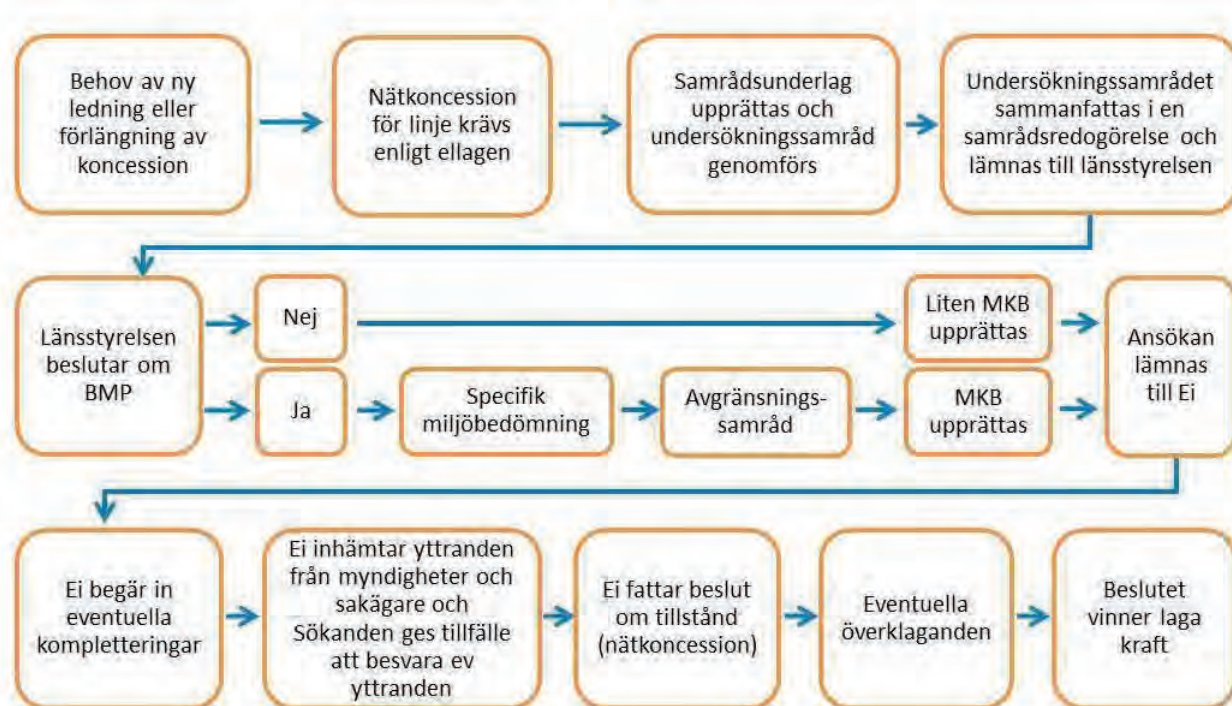 Behov av ny
ledning eller
förlängning av
koncession
Nätkoncession
för linje krävs
enligt ellagen
Samrådsunderlag
upprättas och
undersökningssamråd
genomförs
Undersökningssamrådet
sammanfattas i en
samrådsredogörelse och
lämnas till länsstyrelsen
Länsstyrelsen
beslutar om
BMP
Nej
Liten MKB
upprättas
Ja
Specifik
miljöbedömning
Avgränsnings-
samråd
MKB
upprättas
Ansökan
lämnas
till Ei
Ei begär in
eventuella
kompletteringar
Ei inhämtar yttranden
från myndigheter och
sakägare och
Sökanden ges tillfälle
att besvara ev
yttranden
Ei fattar beslut
om tillstånd
(nätkoncession)
Eventuella
överklaganden
Beslutet
vinner laga
kraft